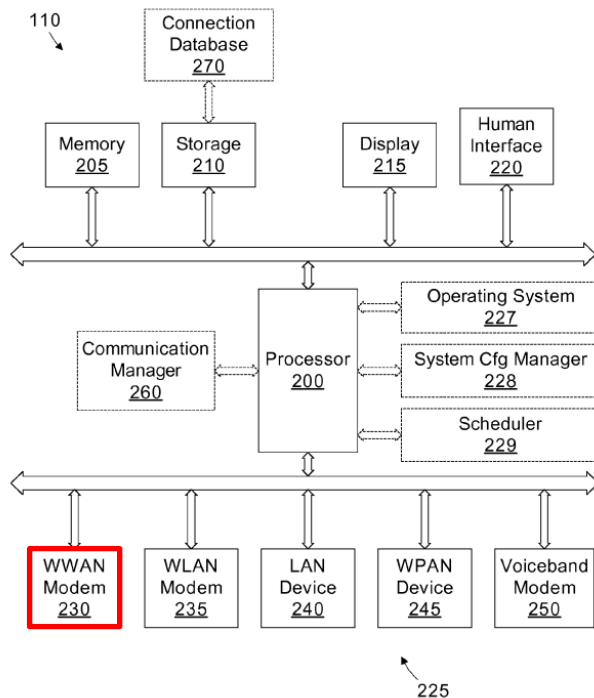 110
Connection
Database
270
Memory
205
Storage
210
Display
215
Human
Interface
220
Operating System
227
Communication
Manager
260
Processor
200
System Cfg Manager
228
Scheduler
229
WWAN
Modem
230
WLAN
Modem
235
LAN
Device
240
WPAN
Device
245
Voiceband
Modem
250
225